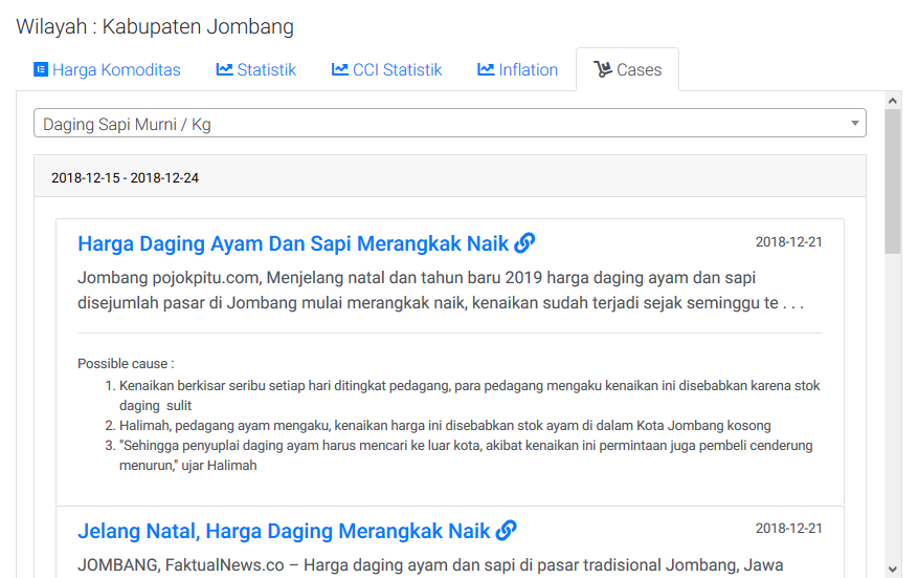 Wilayah : Kabupaten Jombang
Harga Komoditas Statistik CCI Statistik Inflation Cases
Daging Sapi Murni / Kg
2018-12-15 - 2018-12-24
Harga Daging Ayam Dan Sapi Merangkak Naik 2018-12-21
Jombang pojokpitu.com, Menjelang natal dan tahun baru 2019 harga daging ayam dan sapi
disejumlah pasar di Jombang mulai merangkak naik, kenaikan sudah terjadi sejak seminggu te . . .
Possible cause :
1. Kenaikan berkisar seribu setiap hari ditingkat pedagang, para pedagang mengaku kenaikan ini disebabkan karena stok
daging sulit
2. Halimah, pedagang ayam mengaku, kenaikan harga ini disebabkan stok ayam di dalam Kota Jombang kosong
3. "Sehingga penyuplai daging ayam harus mencari ke luar kota, akibat kenaikan ini permintaan juga pembeli cenderung
menurun," ujar Halimah
Jelang Natal, Harga Daging Merangkak Naik 2018-12-21
JOMBANG, FaktualNews.co – Harga daging ayam dan sapi di pasar tradisional Jombang, Jawa